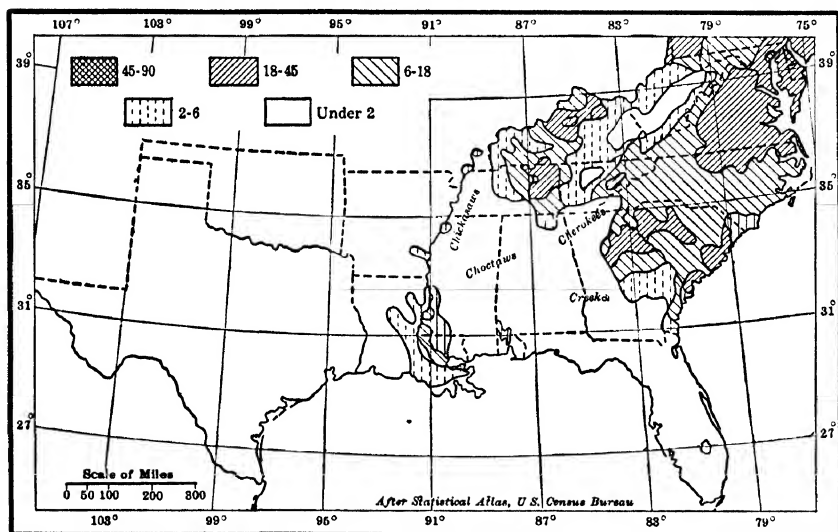 107° 103° 99° 95° 91° 87° 83° 79° 75°
39° 39°
45-90 18-45 6-18
2-6 Under 2
35° 35°
Chickasaws
Cherokees
Choctaws
Creeks
31° 31°
27° 27°
Scale of Miles
0 50 100 200 300
After Statistical Atlas, U.S. Census Bureau
103° 99° 95° 91° 87° 83° 79°